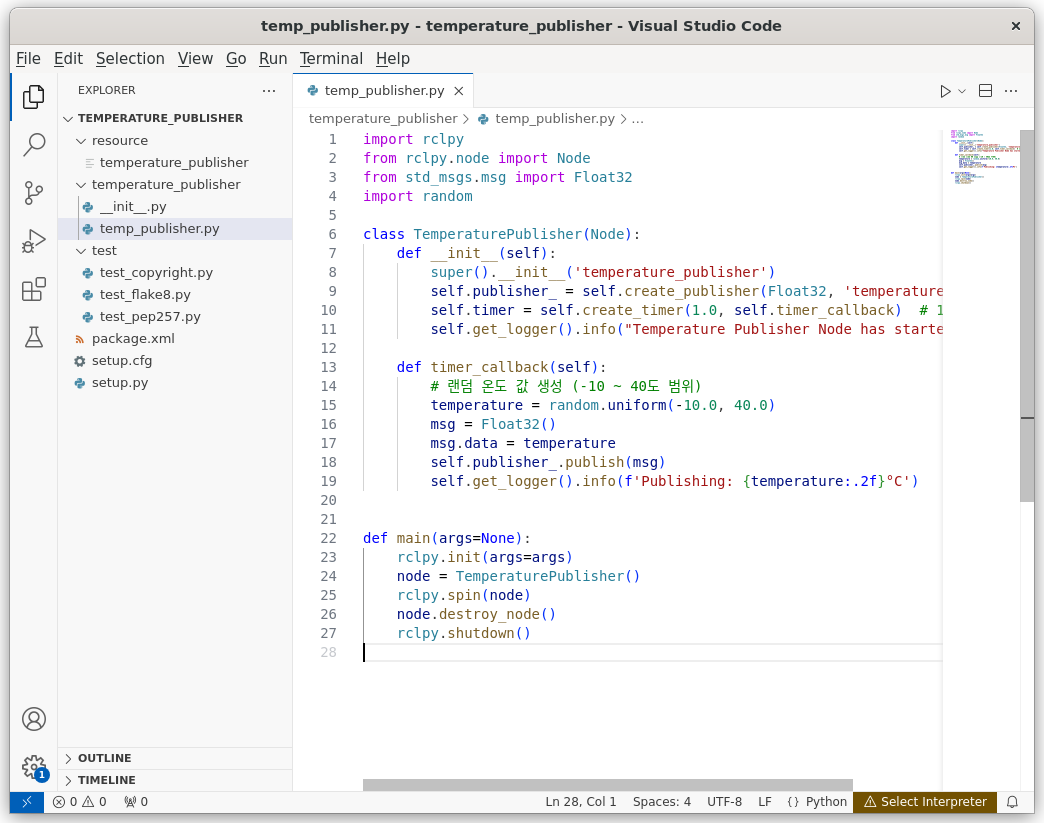 temp_publisher.py - temperature_publisher - Visual Studio Code
File Edit Selection View Go Run Terminal Help
EXPLORER
TEMPERATURE_PUBLISHER
resource
temperature_publisher
temperature_publisher
__init__.py
temp_publisher.py
test
test_copyright.py
test_flake8.py
test_pep257.py
package.xml
setup.cfg
setup.py
OUTLINE
TIMELINE
temp_publisher.py
temperature_publisher > temp_publisher.py > ...
1 import rclpy
2 from rclpy.node import Node
3 from std_msgs.msg import Float32
4 import random
5
6 class TemperaturePublisher(Node):
7     def __init__(self):
8         super().__init__('temperature_publisher')
9         self.publisher_ = self.create_publisher(Float32, 'temperature
10         self.timer = self.create_timer(1.0, self.timer_callback)  # 1
11         self.get_logger().info("Temperature Publisher Node has starte
12
13     def timer_callback(self):
14         # 랜덤 온도 값 생성 (-10 ~ 40도 범위)
15         temperature = random.uniform(-10.0, 40.0)
16         msg = Float32()
17         msg.data = temperature
18         self.publisher_.publish(msg)
19         self.get_logger().info(f'Publishing: {temperature:.2f}°C')
20
21
22 def main(args=None):
23     rclpy.init(args=args)
24     node = TemperaturePublisher()
25     rclpy.spin(node)
26     node.destroy_node()
27     rclpy.shutdown()
28
1
0 0 0 Ln 28, Col 1 Spaces: 4 UTF-8 LF {} Python Select Interpreter